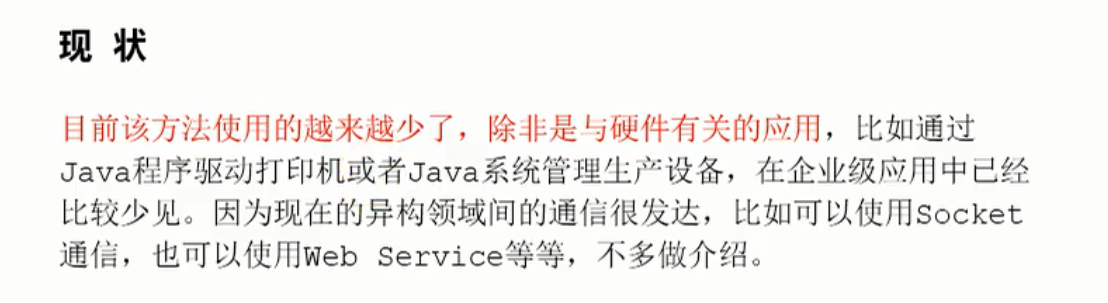 现 状
目前该方法使用的越来越少了，除非是与硬件有关的应用，比如通过
Java程序驱动打印机或者Java系统管理生产设备，在企业级应用中已经
比较少见。因为现在的异构领域间的通信很发达，比如可以使用Socket
通信，也可以使用Web Service等等，不多做介绍。